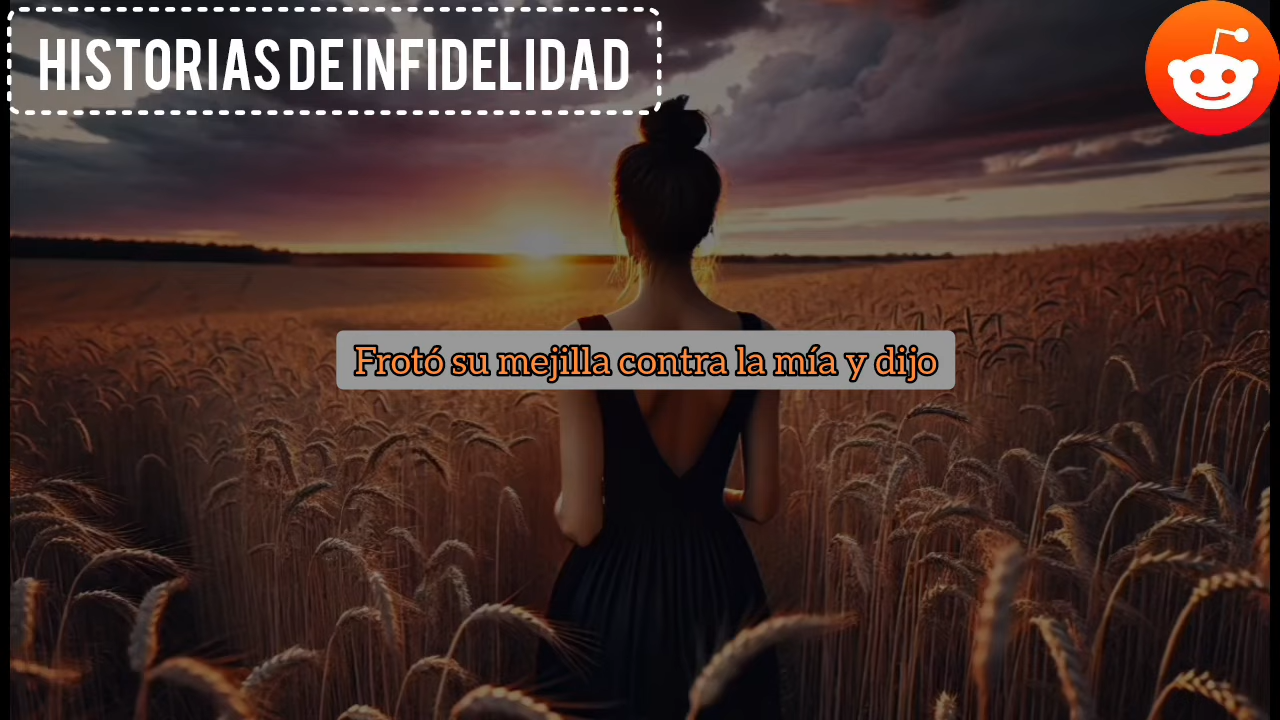 HISTORIAS DE INFIDELIDAD
Frotó su mejilla contra la mía y dijo